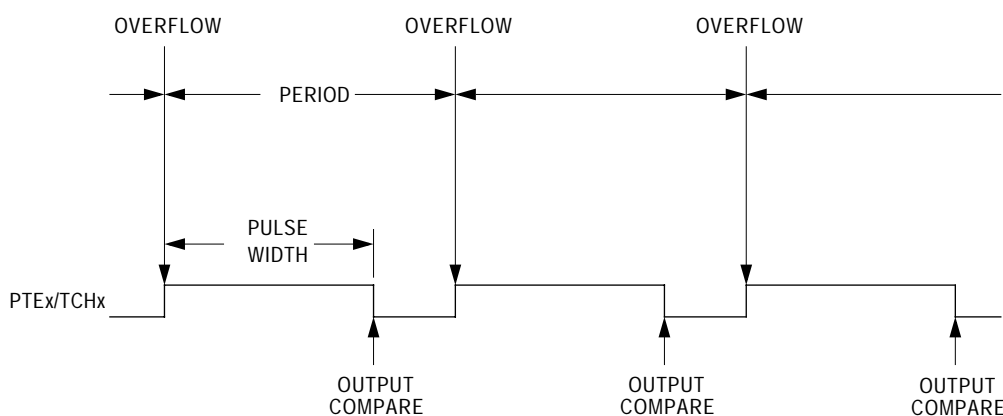 OVERFLOW OVERFLOW OVERFLOW
PERIOD
PULSE
WIDTH
PTEx/TCHx
OUTPUT
COMPARE
OUTPUT
COMPARE
OUTPUT
COMPARE